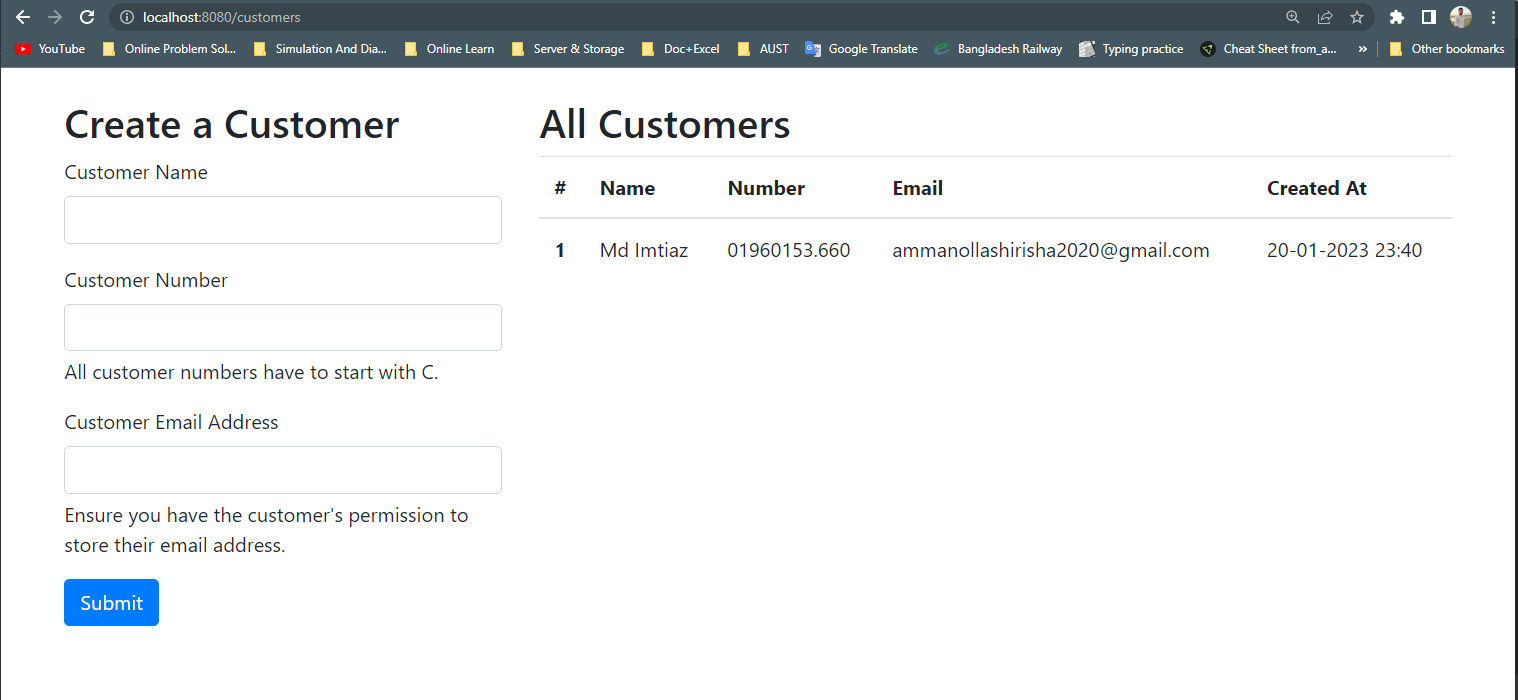 localhost:8080/customers
YouTube Online Problem Sol... Simulation And Dia... Online Learn Server & Storage Doc+Excel AUST Google Translate Bangladesh Railway Typing practice Cheat Sheet from_a... » Other bookmarks
Create a Customer
Customer Name
Customer Number
All customer numbers have to start with C.
Customer Email Address
Ensure you have the customer's permission to
store their email address.
Submit
All Customers
# Name Number Email Created At
1 Md Imtiaz 01960153.660 ammanollashirisha2020@gmail.com 20-01-2023 23:40